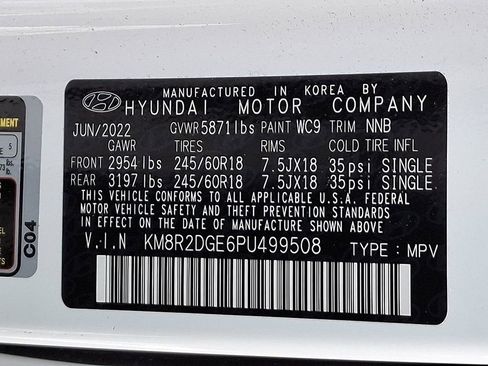 MANUFACTURED IN KOREA BY
HYUNDAI MOTOR COMPANY
JUN/2022 GVWR 5871lbs PAINT WC9 TRIM NNB
GAWR TIRES RIMS COLD TIRE INFL
FRONT 2954 lbs 245/60R18 7.5JX18 35psi SINGLE
REAR 3197 lbs 245/60R18 7.5JX18 35psi SINGLE
THIS VEHICLE CONFORMS TO ALL APPLICABLE U.S.A. FEDERAL
MOTOR VEHICLE SAFETY AND THEFT PREVENTION STANDARDS
IN EFFECT ON THE DATE OF MANUFACTURE SHOWN ABOVE
V.I.N KM8R2DGE6PU499508 TYPE : MPV
C04
5
lbs.